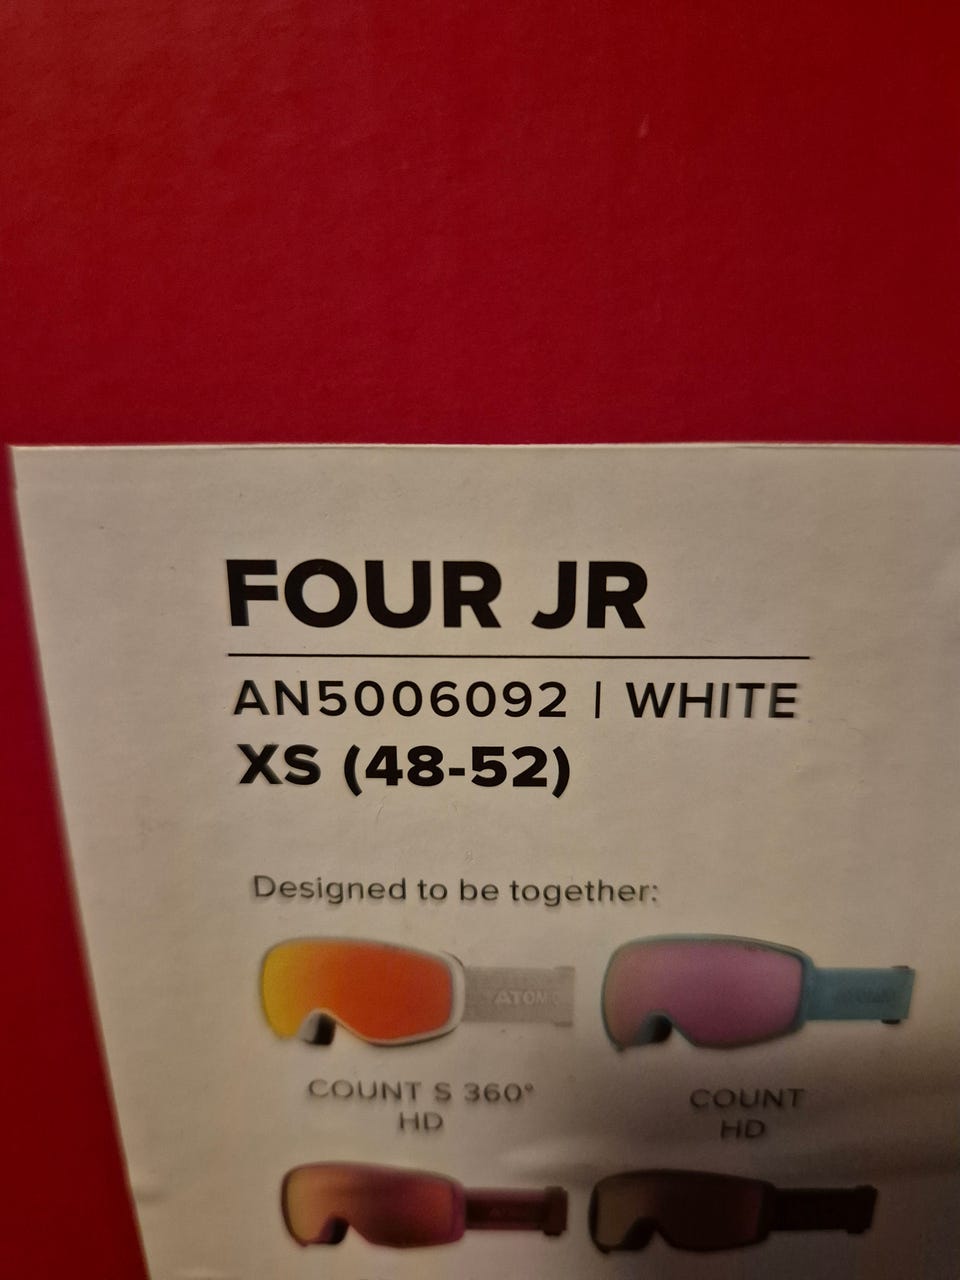 FOUR JR
AN5006092 | WHITE
XS (48-52)
Designed to be together:
ATOMIC
COUNT S 360°
HD
COUNT
HD